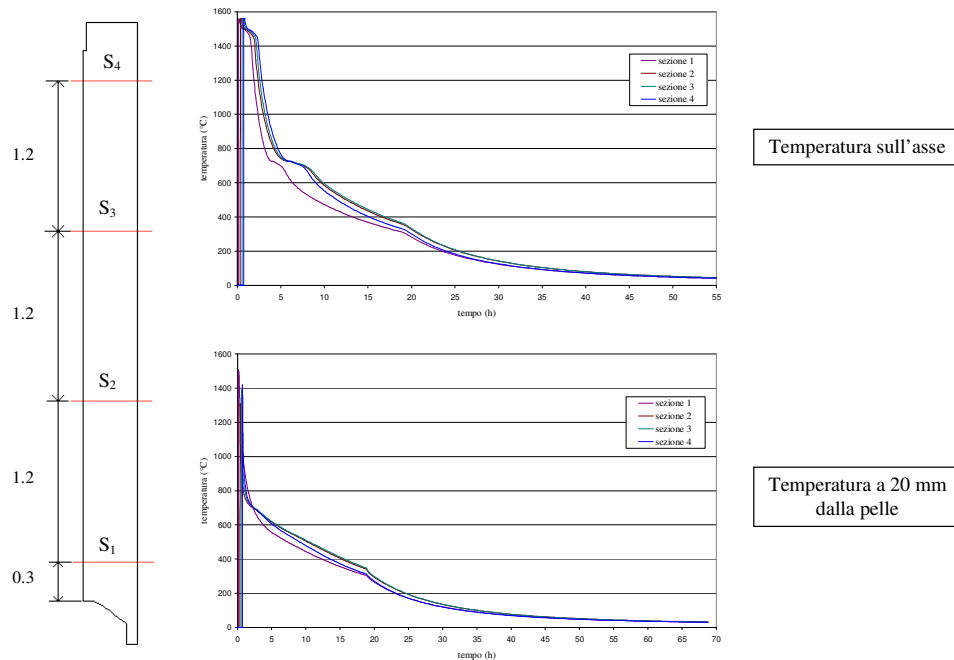 S4
1.2
S3
1.2
S2
1.2
S1
0.3
1600
1400
1200
1000
800
600
400
200
0
temperatura (°C)
0 5 10 15 20 25 30 35 40 45 50 55
tempo (h)
sezione 1
sezione 2
sezione 3
sezione 4
Temperatura sull'asse
1600
1400
1200
1000
800
600
400
200
0
temperatura (°C)
0 5 10 15 20 25 30 35 40 45 50 55 60 65 70
tempo (h)
sezione 1
sezione 2
sezione 3
sezione 4
Temperatura a 20 mm
dalla pelle